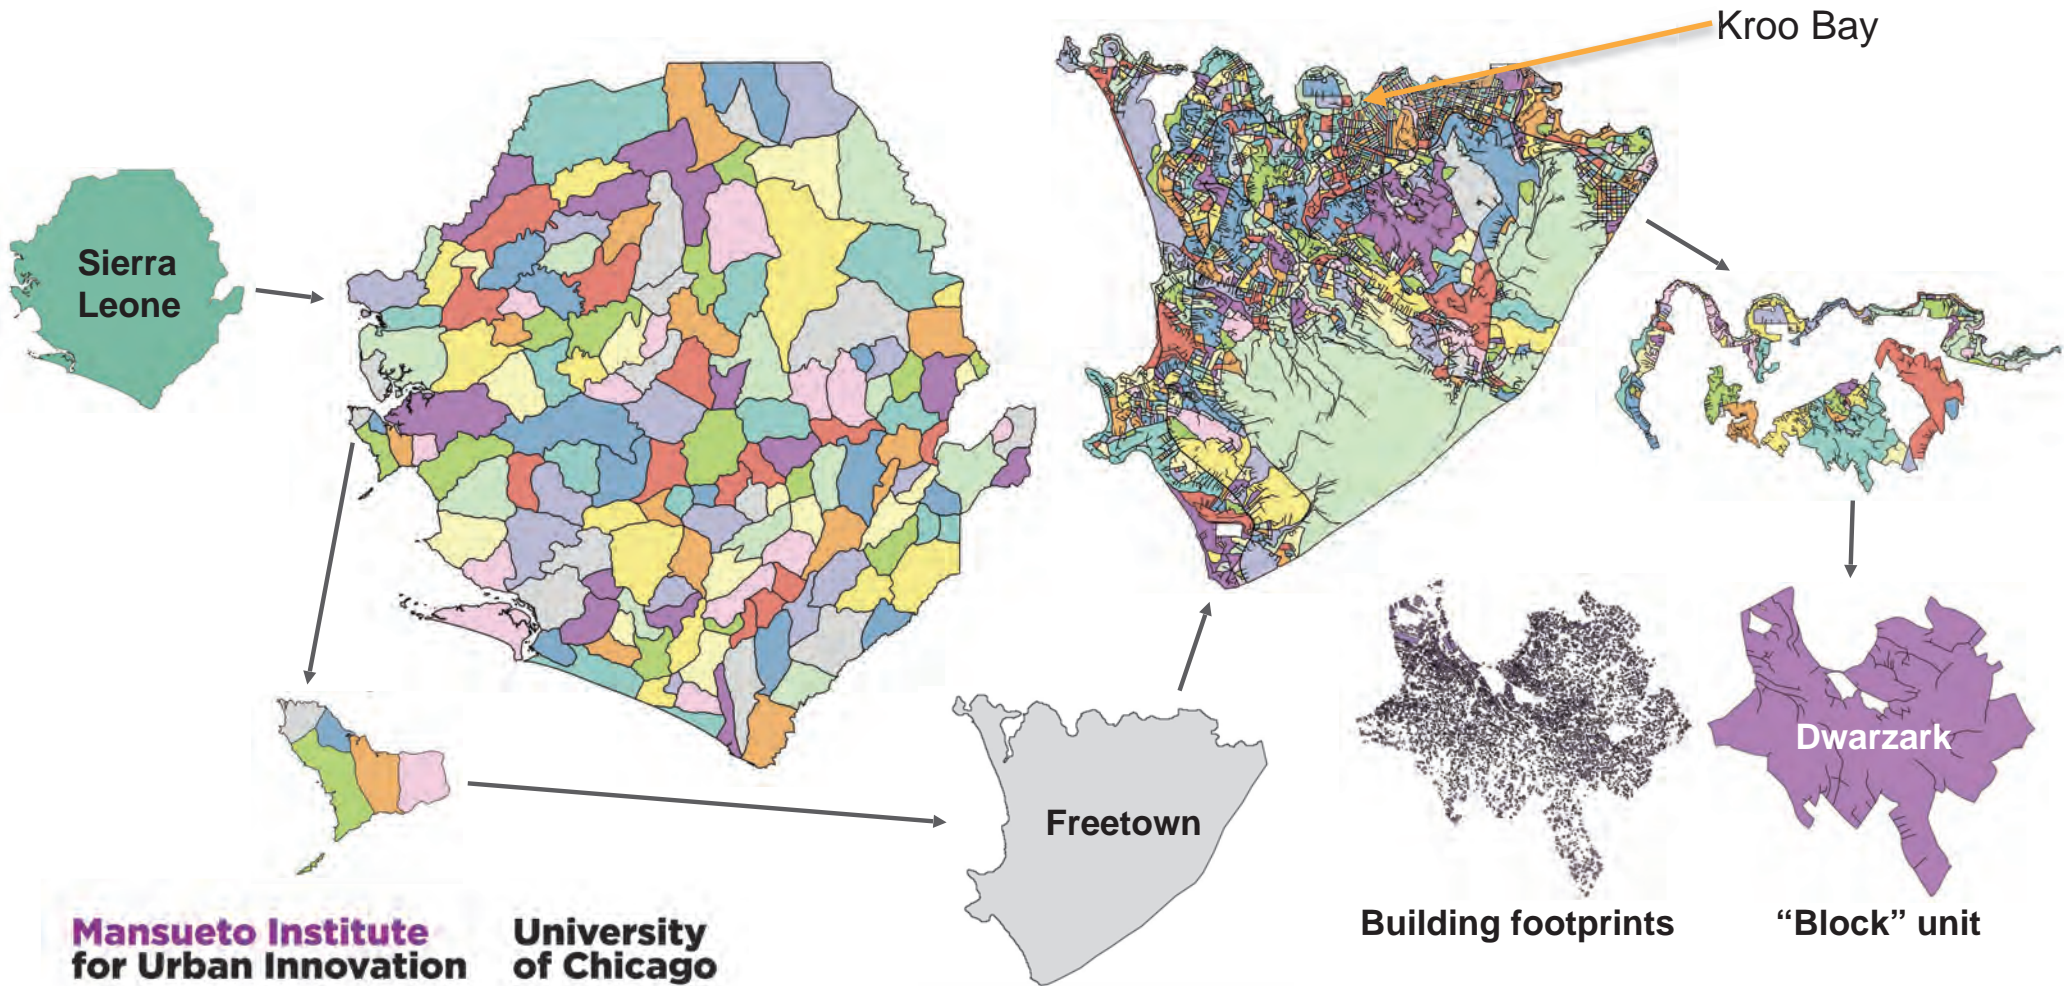 Kroo Bay
Sierra
Leone
Freetown
Dwarzark
Building footprints
“Block” unit
Mansueto Institute
for Urban Innovation
University
of Chicago